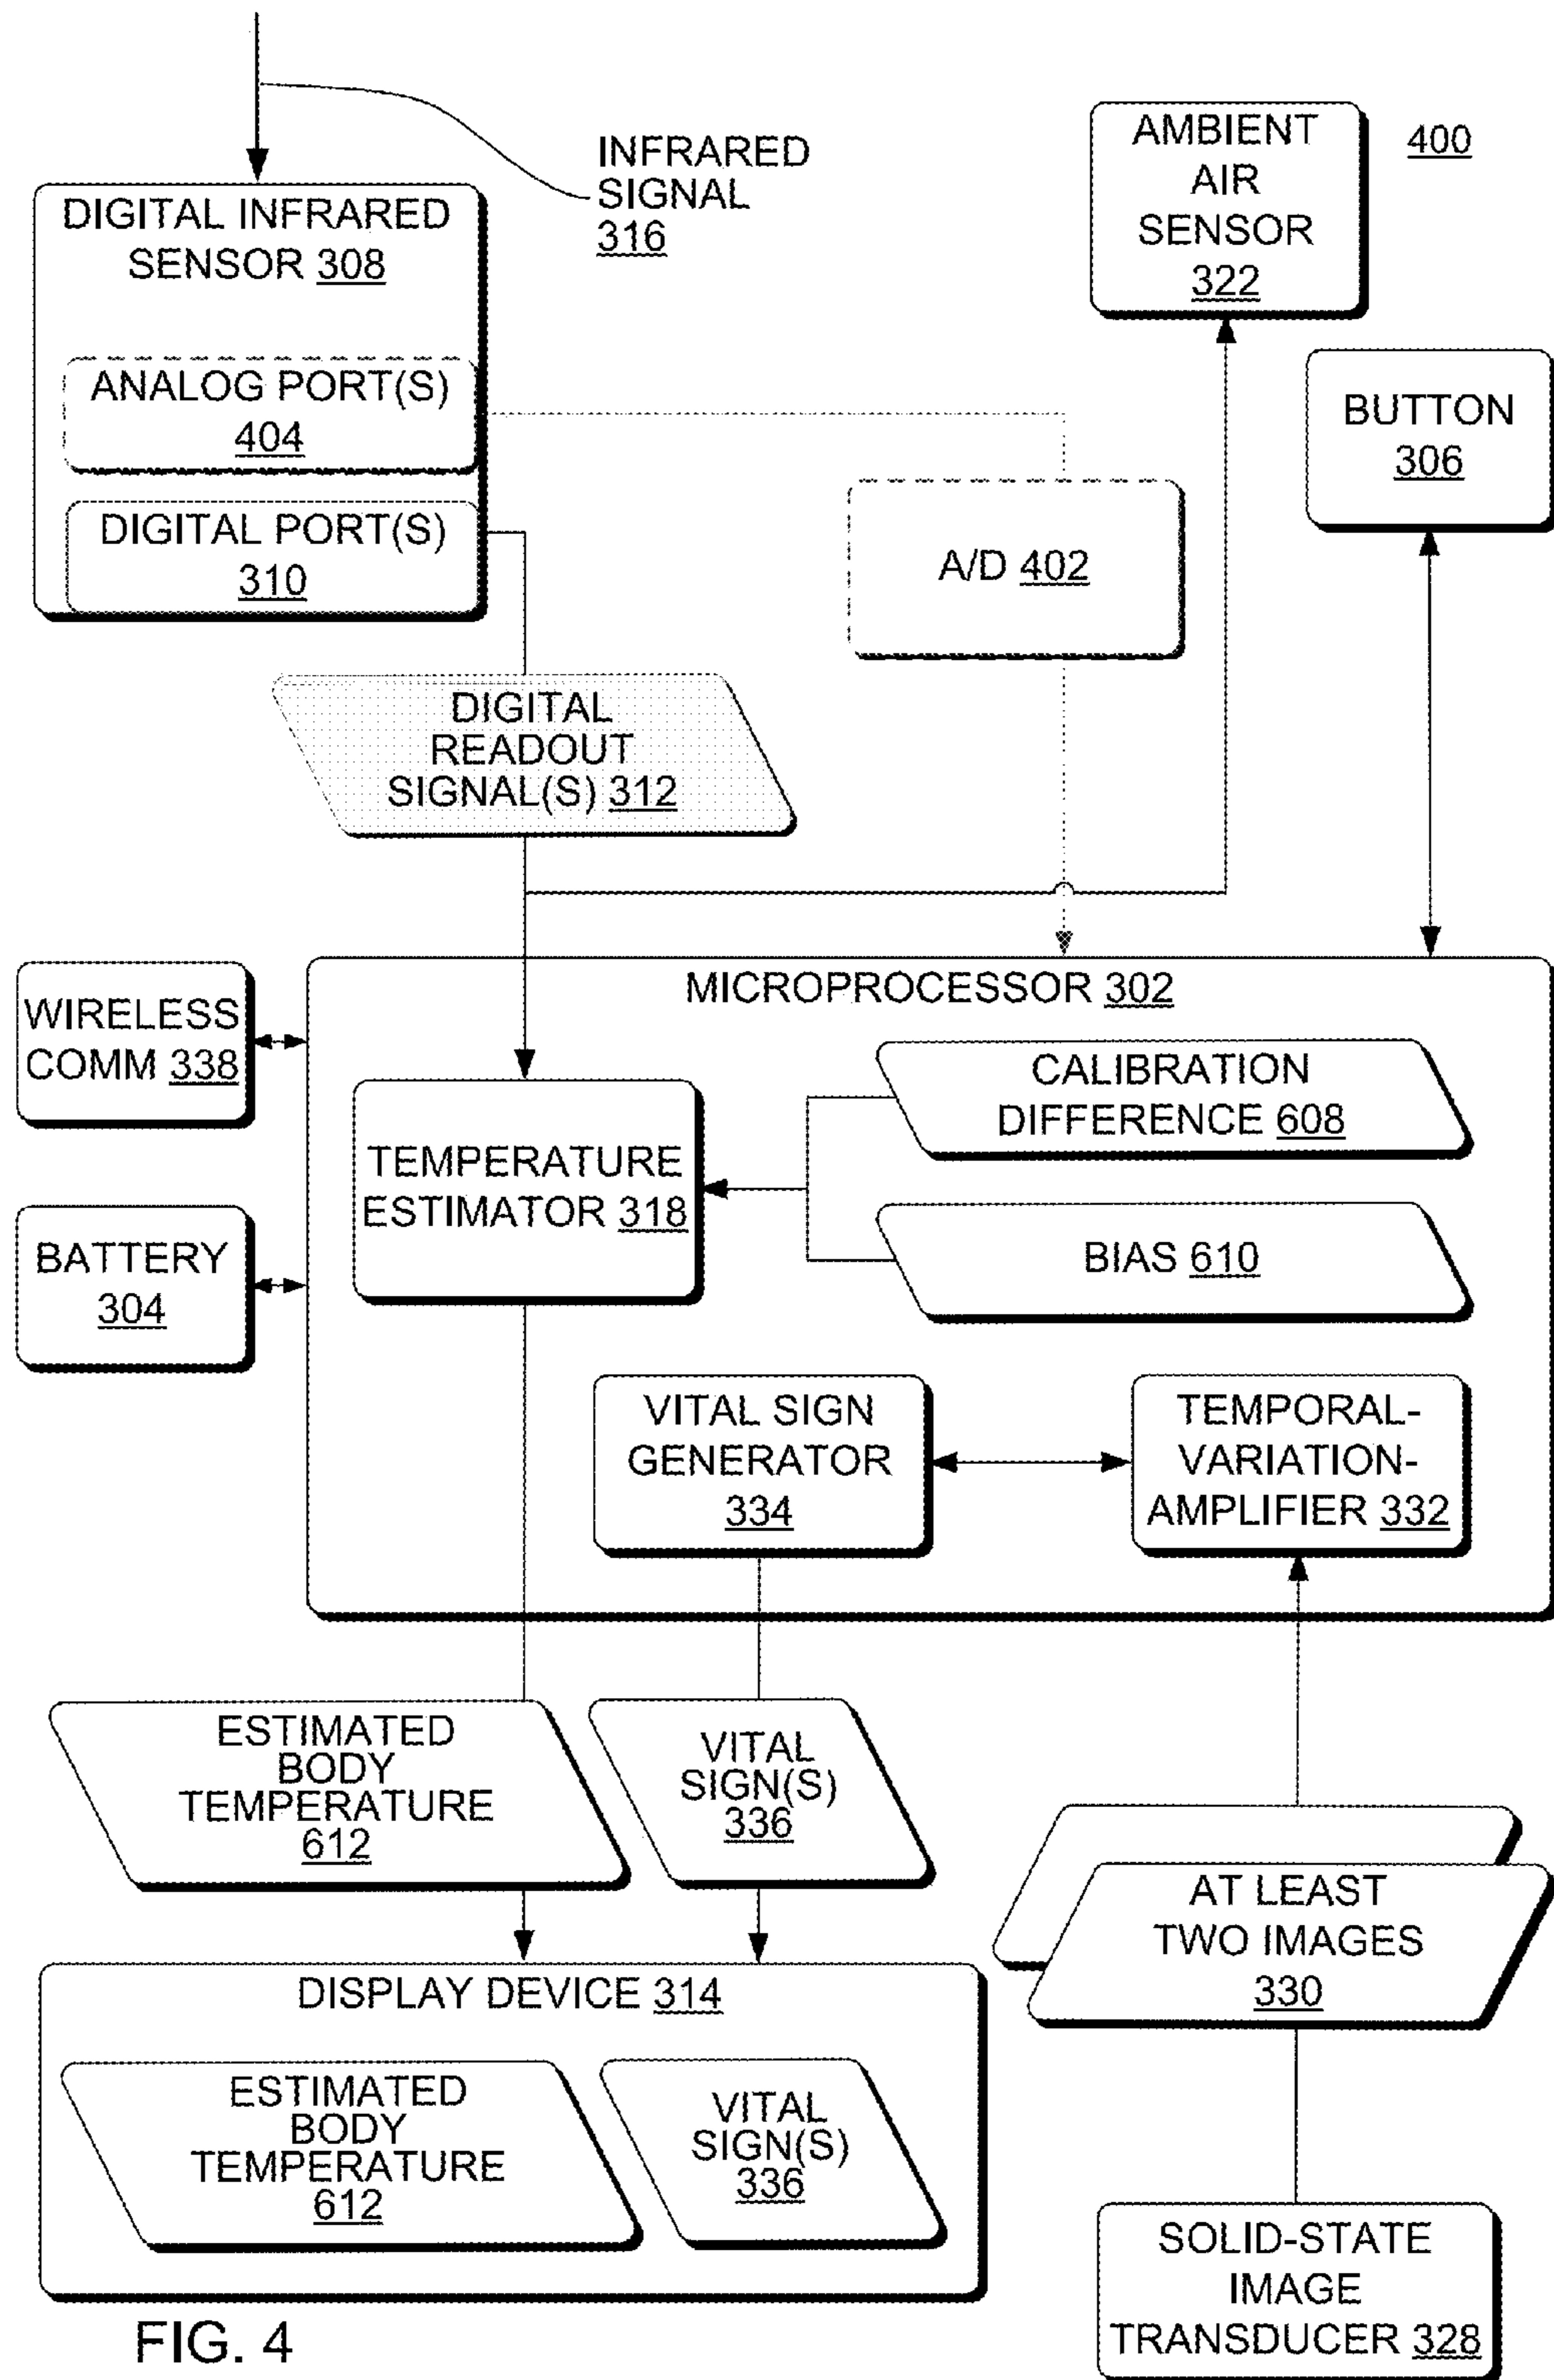 INFRARED
SIGNAL
316
DIGITAL INFRARED
SENSOR 308
ANALOG PORT(S)
404
DIGITAL PORT(S)
310
AMBIENT
AIR
SENSOR
322
400
BUTTON
306
A/D 402
DIGITAL
READOUT
SIGNAL(S) 312
MICROPROCESSOR 302
WIRELESS
COMM 338
BATTERY
304
TEMPERATURE
ESTIMATOR 318
CALIBRATION
DIFFERENCE 608
BIAS 610
VITAL SIGN
GENERATOR
334
TEMPORAL-
VARIATION-
AMPLIFIER 332
ESTIMATED
BODY
TEMPERATURE
612
VITAL
SIGN(S)
336
AT LEAST
TWO IMAGES
330
DISPLAY DEVICE 314
ESTIMATED
BODY
TEMPERATURE
612
VITAL
SIGN(S)
336
SOLID-STATE
IMAGE
TRANSDUCER 328
FIG. 4